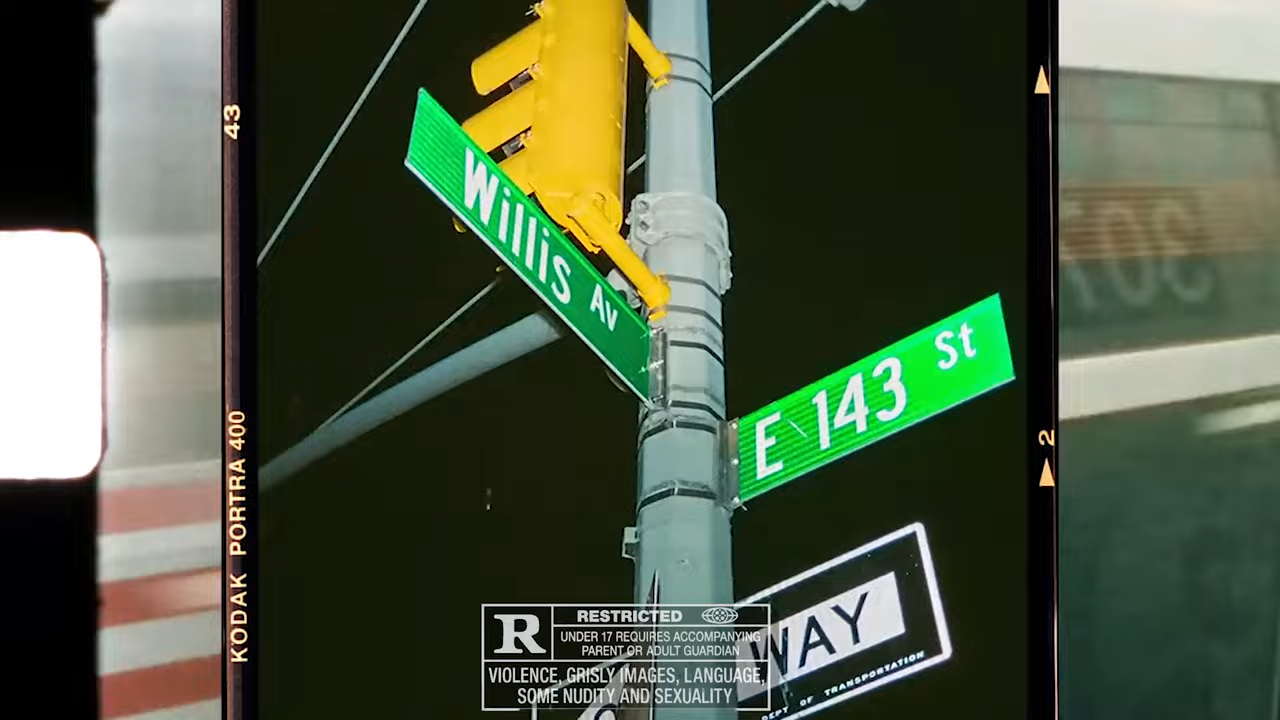 43
KODAK PORTRA 400
Willis Av
E 143 St
2
WAY
DEPT OF TRANSPORTATION
R
RESTRICTED
UNDER 17 REQUIRES ACCOMPANYING
PARENT OR ADULT GUARDIAN
VIOLENCE, GRISLY IMAGES, LANGUAGE,
SOME NUDITY AND SEXUALITY